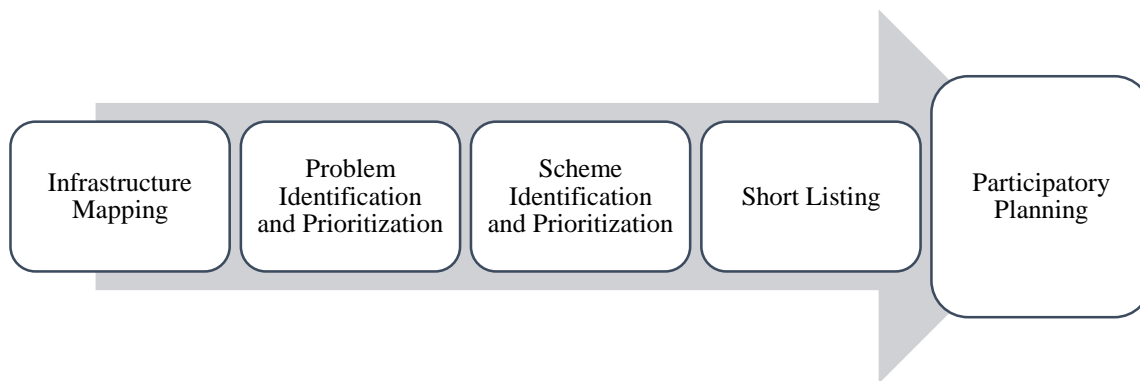 Infrastructure
Mapping
Problem
Identification
and Prioritization
Scheme
Identification
and Prioritization
Short Listing
Participatory
Planning